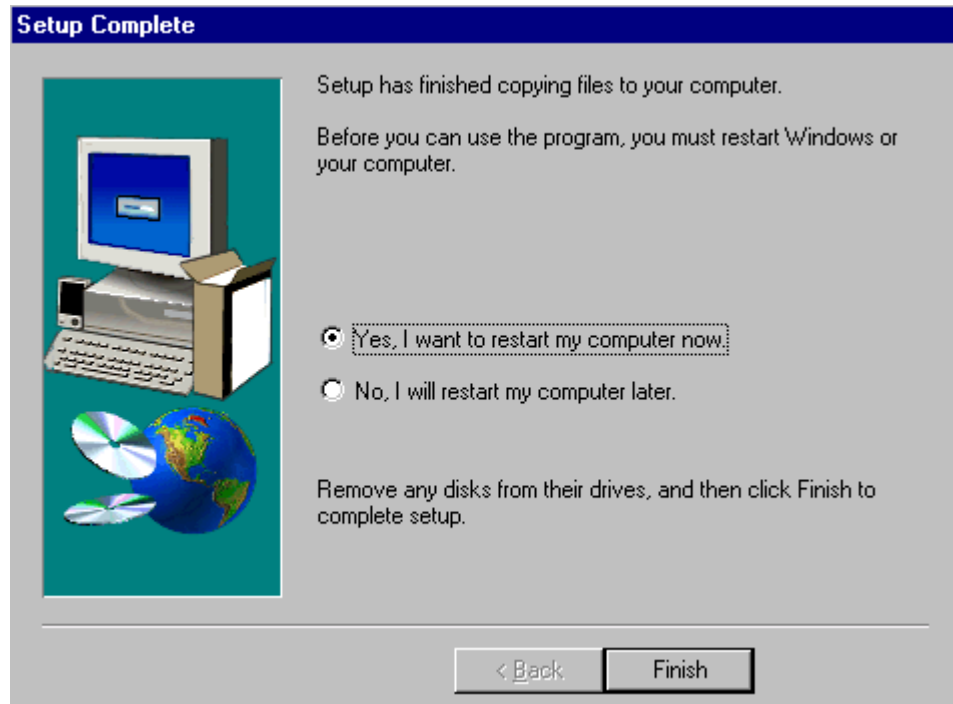 Setup Complete
Setup has finished copying files to your computer.
Before you can use the program, you must restart Windows or
your computer.
Yes, I want to restart my computer now.
No, I will restart my computer later.
Remove any disks from their drives, and then click Finish to
complete setup.
< Back
Finish